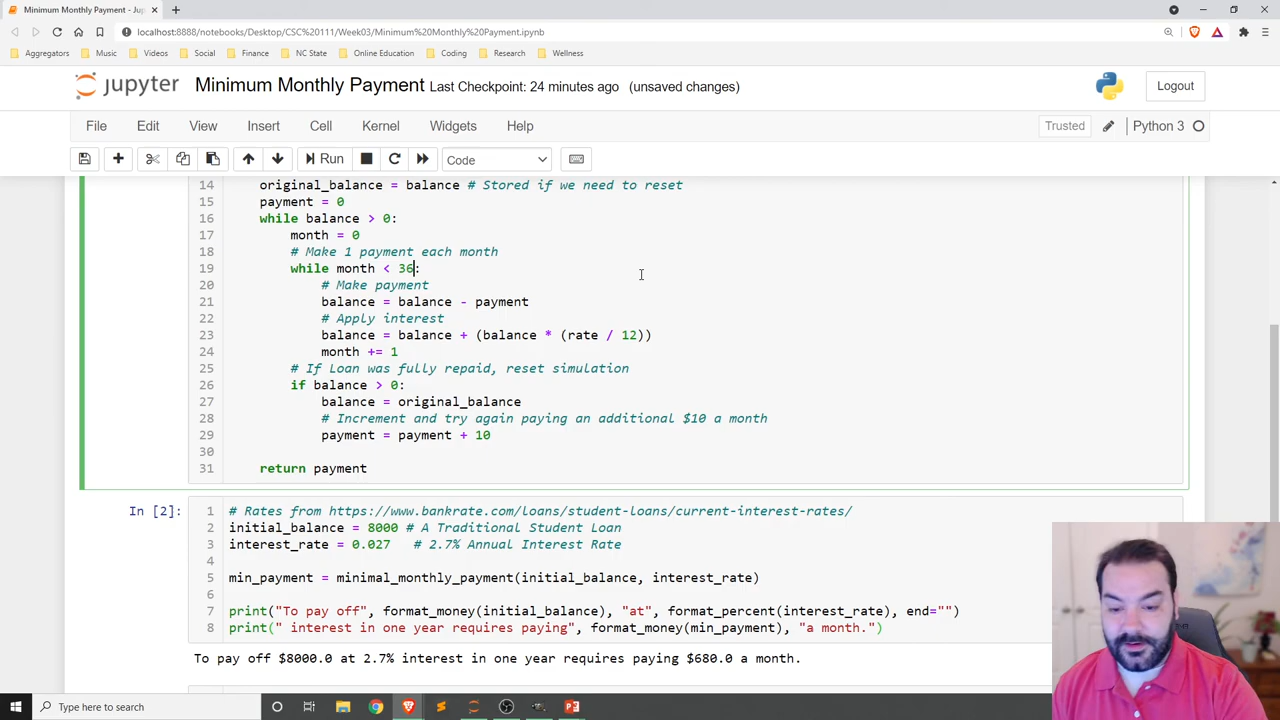 Minimum Monthly Payment - Jup
localhost:8888/notebooks/Desktop/CSC%20111/Week03/Minimum%20Monthly%20Payment.ipynb
Aggregators Music Videos Social Finance NC State Online Education Coding Research Wellness
jupyter Minimum Monthly Payment Last Checkpoint: 24 minutes ago (unsaved changes) Logout
File Edit View Insert Cell Kernel Widgets Help Trusted Python 3
Run Code
14 original_balance = balance # Stored if we need to reset
15 payment = 0
16 while balance > 0:
17 month = 0
18 # Make 1 payment each month
19 while month < 36:
20 # Make payment
21 balance = balance - payment
22 # Apply interest
23 balance = balance + (balance * (rate / 12))
24 month += 1
25 # If Loan was fully repaid, reset simulation
26 if balance > 0:
27 balance = original_balance
28 # Increment and try again paying an additional $10 a month
29 payment = payment + 10
30
31 return payment
In [2]:
1 # Rates from https://www.bankrate.com/loans/student-loans/current-interest-rates/
2 initial_balance = 8000 # A Traditional Student Loan
3 interest_rate = 0.027 # 2.7% Annual Interest Rate
4
5 min_payment = minimal_monthly_payment(initial_balance, interest_rate)
6
7 print("To pay off", format_money(initial_balance), "at", format_percent(interest_rate), end="")
8 print(" interest in one year requires paying", format_money(min_payment), "a month.")
To pay off $8000.0 at 2.7% interest in one year requires paying $680.0 a month.
Type here to search